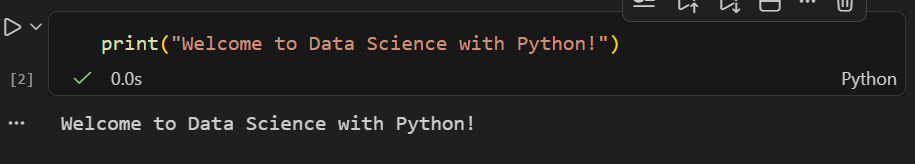 print("Welcome to Data Science with Python!")
[2]
0.0s
Python
Welcome to Data Science with Python!